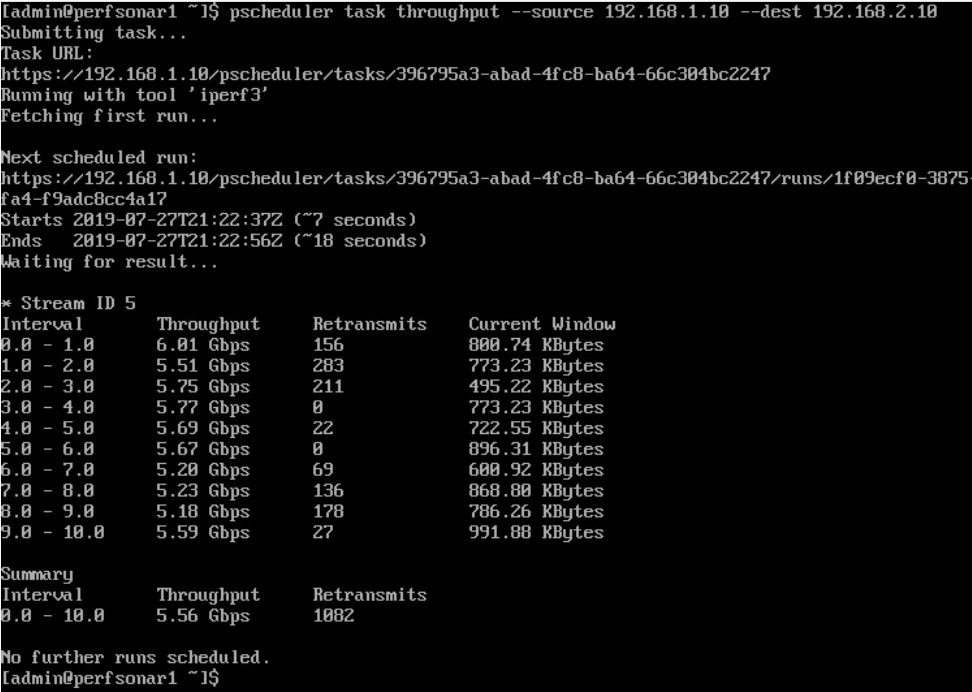 [admin@perfsonar1 ~]$ pscheduler task throughput --source 192.168.1.10 --dest 192.168.2.10
Submitting task...
Task URL:
https://192.168.1.10/pscheduler/tasks/396795a3-abad-4fc8-ba64-66c304bc2247
Running with tool 'iperf3'
Fetching first run...
Next scheduled run:
https://192.168.1.10/pscheduler/tasks/396795a3-abad-4fc8-ba64-66c304bc2247/runs/1f09ecf0-3875-
fa4-f9adc8cc4a17
Starts 2019-07-27T21:22:37Z (~7 seconds)
Ends   2019-07-27T21:22:56Z (~18 seconds)
Waiting for result...
* Stream ID 5
Interval       Throughput     Retransmits    Current Window
0.0 - 1.0      6.01 Gbps      156            800.74 KBytes
1.0 - 2.0      5.51 Gbps      283            773.23 KBytes
2.0 - 3.0      5.75 Gbps      211            495.22 KBytes
3.0 - 4.0      5.77 Gbps      0              773.23 KBytes
4.0 - 5.0      5.69 Gbps      22             722.55 KBytes
5.0 - 6.0      5.67 Gbps      0              896.31 KBytes
6.0 - 7.0      5.20 Gbps      69             600.92 KBytes
7.0 - 8.0      5.23 Gbps      136            868.80 KBytes
8.0 - 9.0      5.18 Gbps      178            786.26 KBytes
9.0 - 10.0     5.59 Gbps      27             991.88 KBytes
Summary
Interval       Throughput     Retransmits
0.0 - 10.0     5.56 Gbps      1082
No further runs scheduled.
[admin@perfsonar1 ~]$